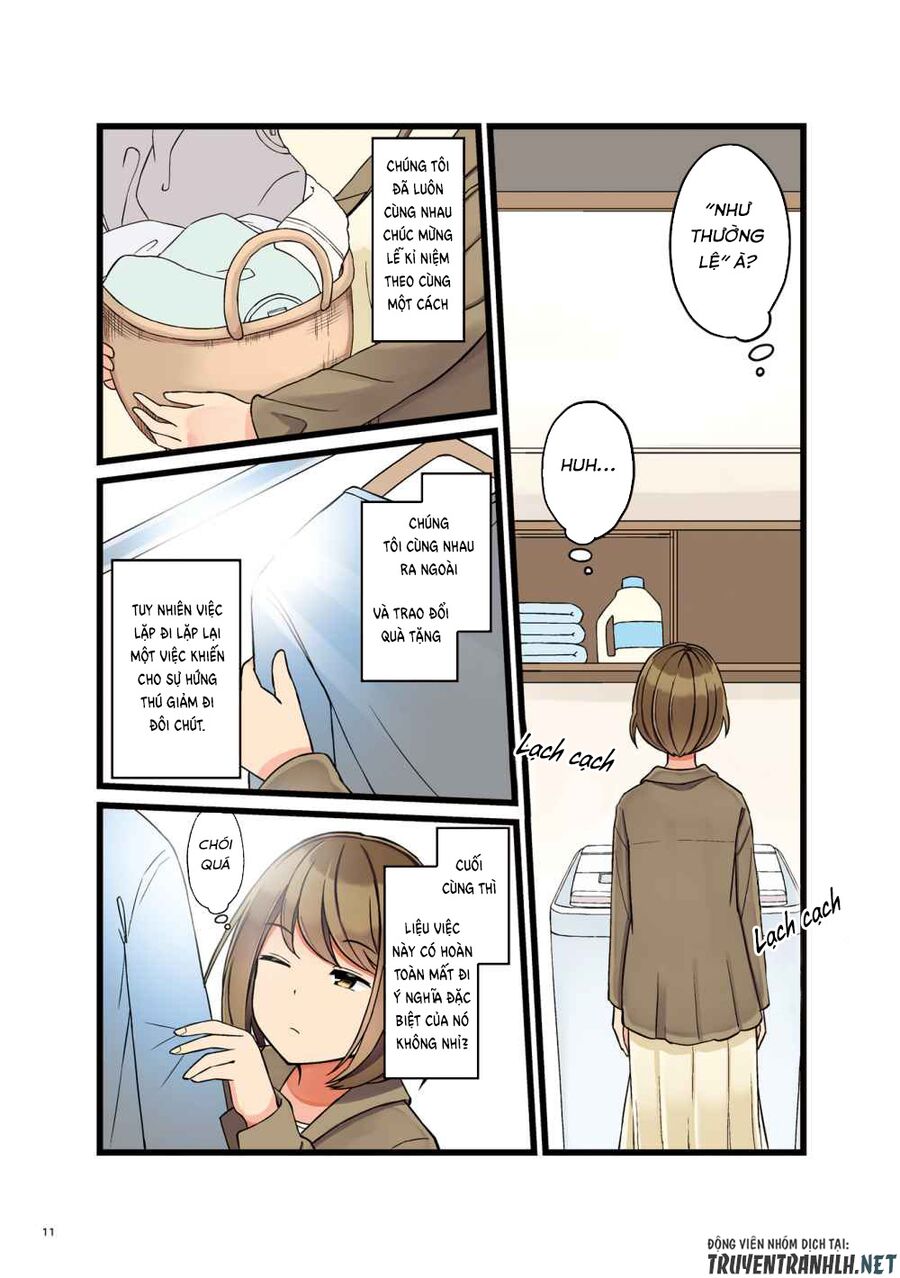 "NHƯ
THƯỜNG
LỆ" À?
HUH...
Lạch cạch
Lạch cạch
CHÚNG TÔI
ĐÃ LUÔN
CÙNG NHAU
CHÚC MỪNG
LỄ KỈ NIỆM
THEO CÙNG
MỘT CÁCH
CHÚNG
TÔI CÙNG NHAU
RA NGOÀI
VÀ TRAO ĐỔI
QUÀ TẶNG
TUY NHIÊN VIỆC
LẶP ĐI LẶP LẠI
MỘT VIỆC KHIẾN
CHO SỰ HỨNG
THÚ GIẢM ĐI
ĐÔI CHÚT.
CUỐI
CÙNG THÌ
LIỆU VIỆC
NÀY CÓ HOÀN
TOÀN MẤT ĐI
Ý NGHĨA ĐẶC
BIỆT CỦA NÓ
KHÔNG NHỈ?
CHÓI
QUÁ
11
ĐỘNG VIÊN NHÓM DỊCH TẠI:
TRUYENTRANHLH.NET